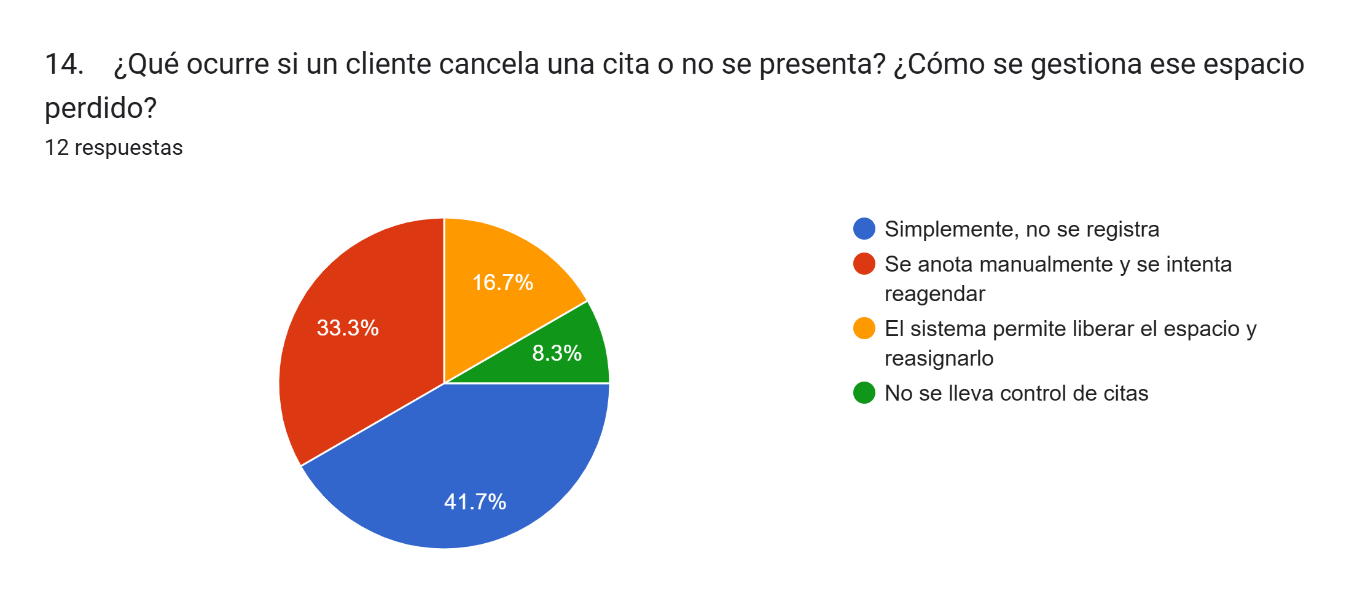 14. ¿Qué ocurre si un cliente cancela una cita o no se presenta? ¿Cómo se gestiona ese espacio
perdido?
12 respuestas
16.7%
33.3%
8.3%
41.7%
Simplemente, no se registra
Se anota manualmente y se intenta
reagendar
El sistema permite liberar el espacio y
reasignarlo
No se lleva control de citas